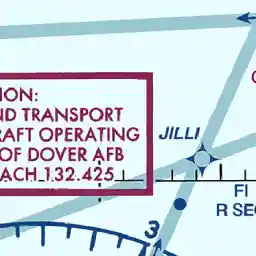 ION:
ND TRANSPORT
RAFT OPERATING
OF DOVER AFB
ACH 132.425
JILLI
FI
R SEC
3